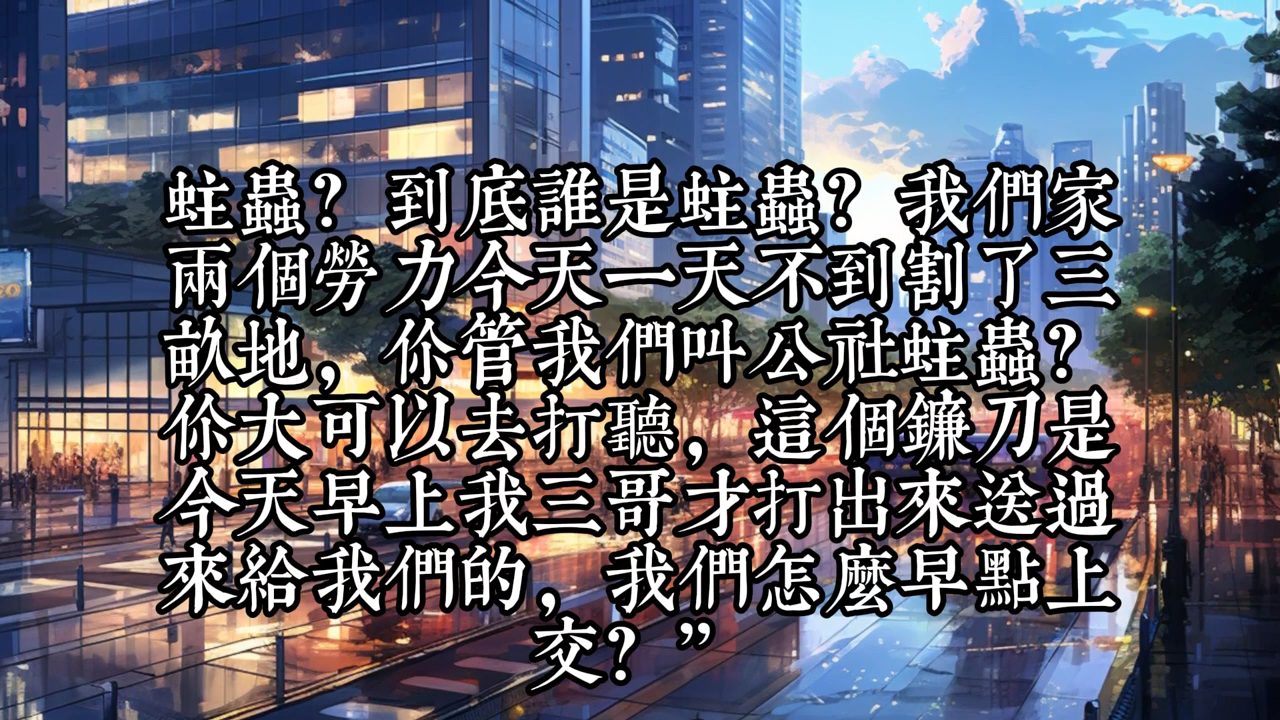 蛀蟲？到底誰是蛀蟲？我們家
兩個勞力今天一天不到割了三
畝地，你管我們叫公社蛀蟲？
你大可以去打聽，這個鐮刀是
今天早上我三哥才打出來送過
來給我們的，我們怎麼早點上
交？”